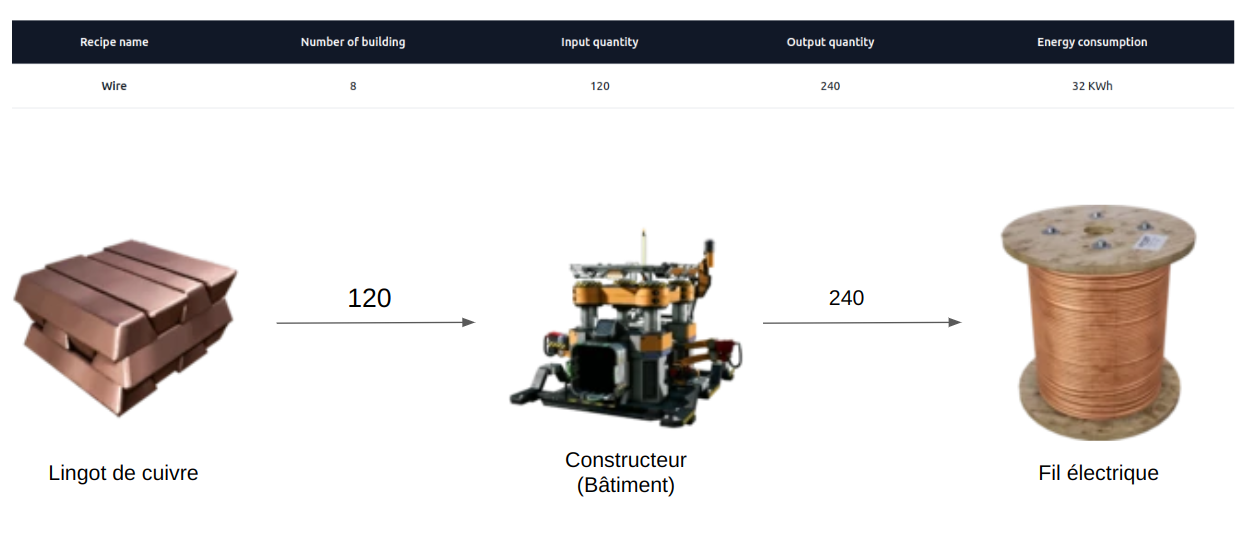 Recipe name Number of building Input quantity Output quantity Energy consumption
Wire 8 120 240 32 KWh
120 240
Lingot de cuivre
Constructeur
(Bâtiment)
Fil électrique